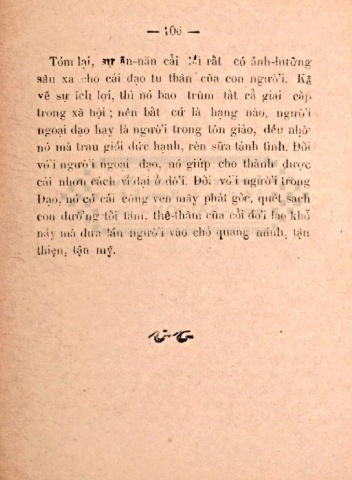 — 106 —
Tóm lại, sự ăn-năn cải lỗi rất có ảnh-hưởng
sâu xa cho cái đạo tu thân của con người. Kể
về sự ích lợi, thì nó bao trùm tất cả giai cấp
trong xã hội ; nên bất cứ là hạng nào, người
ngoại đạo hay là người trong tôn giáo, đều nhờ
nó mà trau giồi đức hạnh, rèn sửa tánh tình. Đối
với người ngoại đạo, nó giúp cho thành được
cái nhơn cách vĩ đại ở đời. Đối với người trong
Đạo, nó có cái công vẹn mây phải gốc, quét sạch
con đường tối tăm, thê-thảm của cõi đời lao khổ
này mà đưa lần người vào chỗ quang minh, tận
thiện, tận mỹ.